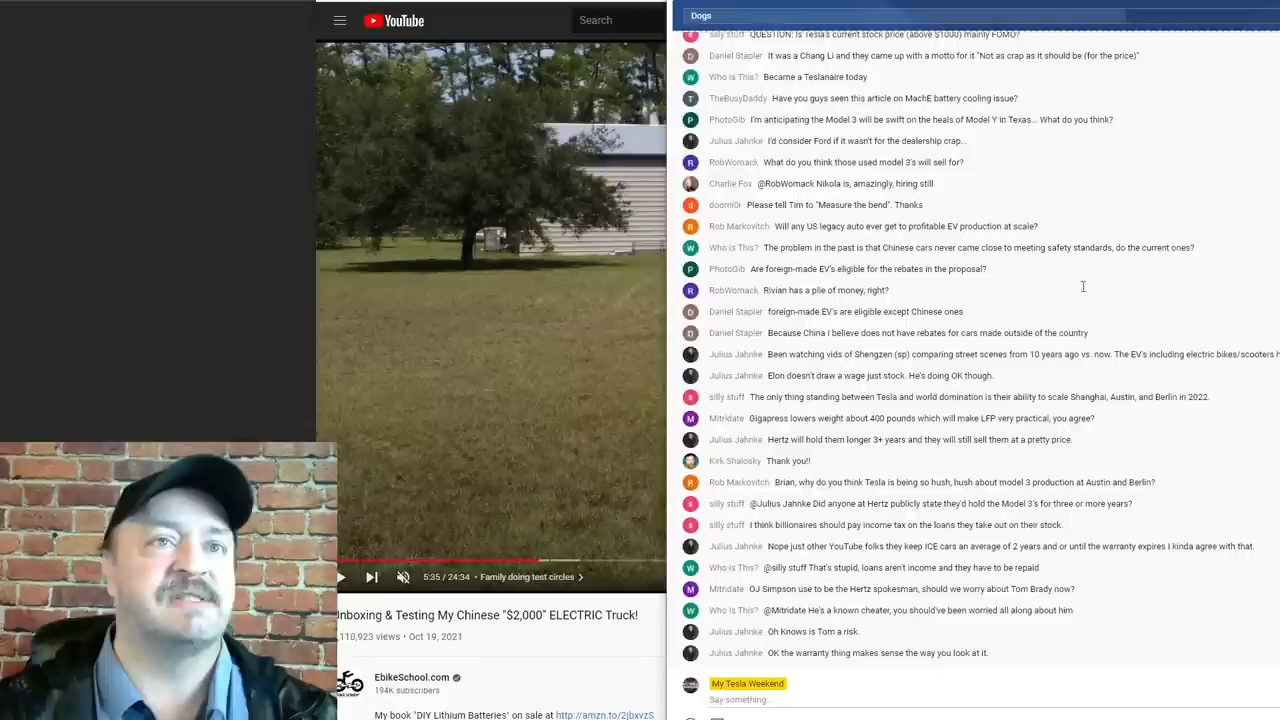 YouTube
Search
Dogs
silly stuff QUESTION: Is Tesla's current stock price (above $1000) mainly FOMO?
D Daniel Stapler It was a Chang Li and they came up with a motto for it "Not as crap as it should be (for the price)"
W Who is This? Became a Teslanaire today
T TheBusyDaddy Have you guys seen this article on MachE battery cooling issue?
P PhotoGib I'm anticipating the Model 3 will be swift on the heals of Model Y in Texas... What do you think?
Julius Jahnke I'd consider Ford if it wasn't for the dealership crap...
R RobWomack What do you think those used model 3's will sell for?
Charlie Fox @RobWomack Nikola is, amazingly, hiring still
d Please tell Tim to "Measure the bend". Thanks
R Rob Markovitch Will any US legacy auto ever get to profitable EV production at scale?
W Who is This? The problem in the past is that Chinese cars never came close to meeting safety standards, do the current ones?
P PhotoGib Are foreign-made EV's eligible for the rebates in the proposal?
R RobWomack Rivian has a plie of money, right?
D Daniel Stapler foreign-made EV's are eligible except Chinese ones
D Daniel Stapler Because China I believe does not have rebates for cars made outside of the country
Julius Jahnke Been watching vids of Shengzen (sp) comparing street scenes from 10 years ago vs. now. The EV's including electric bikes/scooters h
Julius Jahnke Elon doesn't draw a wage just stock. He's doing OK though.
s silly stuff The only thing standing between Tesla and world domination is their ability to scale Shanghai, Austin, and Berlin in 2022.
M Mitridate Gigapress lowers weight about 400 pounds which will make LFP very practical, you agree?
Julius Jahnke Hertz will hold them longer 3+ years and they will still sell them at a pretty price.
Kirk Shalosky Thank you!!
R Rob Markovitch Brian, why do you think Tesla is being so hush, hush about model 3 production at Austin and Berlin?
s silly stuff @Julius Jahnke Did anyone at Hertz publicly state they'd hold the Model 3's for three or more years?
s silly stuff I think billionaires should pay income tax on the loans they take out on their stock.
Julius Jahnke Nope just other YouTube folks they keep ICE cars an average of 2 years and or until the warranty expires I kinda agree with that.
W Who is This? @silly stuff That's stupid, loans aren't income and they have to be repaid
M Mitridate OJ Simpson use to be the Hertz spokesman, should we worry about Tom Brady now?
W Who is This? @Mitridate He's a known cheater, you should've been worried all along about him
Julius Jahnke Oh Knows is Tom a risk.
Julius Jahnke OK the warranty thing makes sense the way you look at it.
My Tesla Weekend
Say something...
5:35 / 24:34 • Family doing test circles
Unboxing & Testing My Chinese "$2,000" ELECTRIC Truck!
110,923 views • Oct 19, 2021
EbikeSchool.com
194K subscribers
My book "DIY Lithium Batteries" on sale at http://amzn.to/2jbxvzS